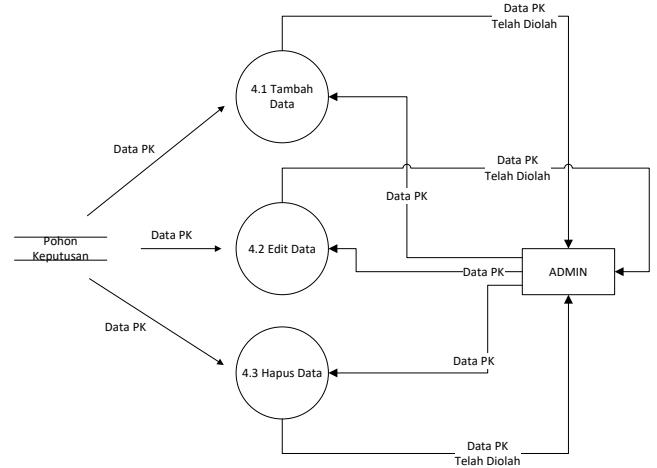 Data PK
Telah Diolah
4.1 Tambah
Data
Data PK
Data PK
Telah Diolah
Data PK
Pohon
Keputusan
Data PK
4.2 Edit Data
Data PK
ADMIN
Data PK
4.3 Hapus Data
Data PK
Data PK
Telah Diolah